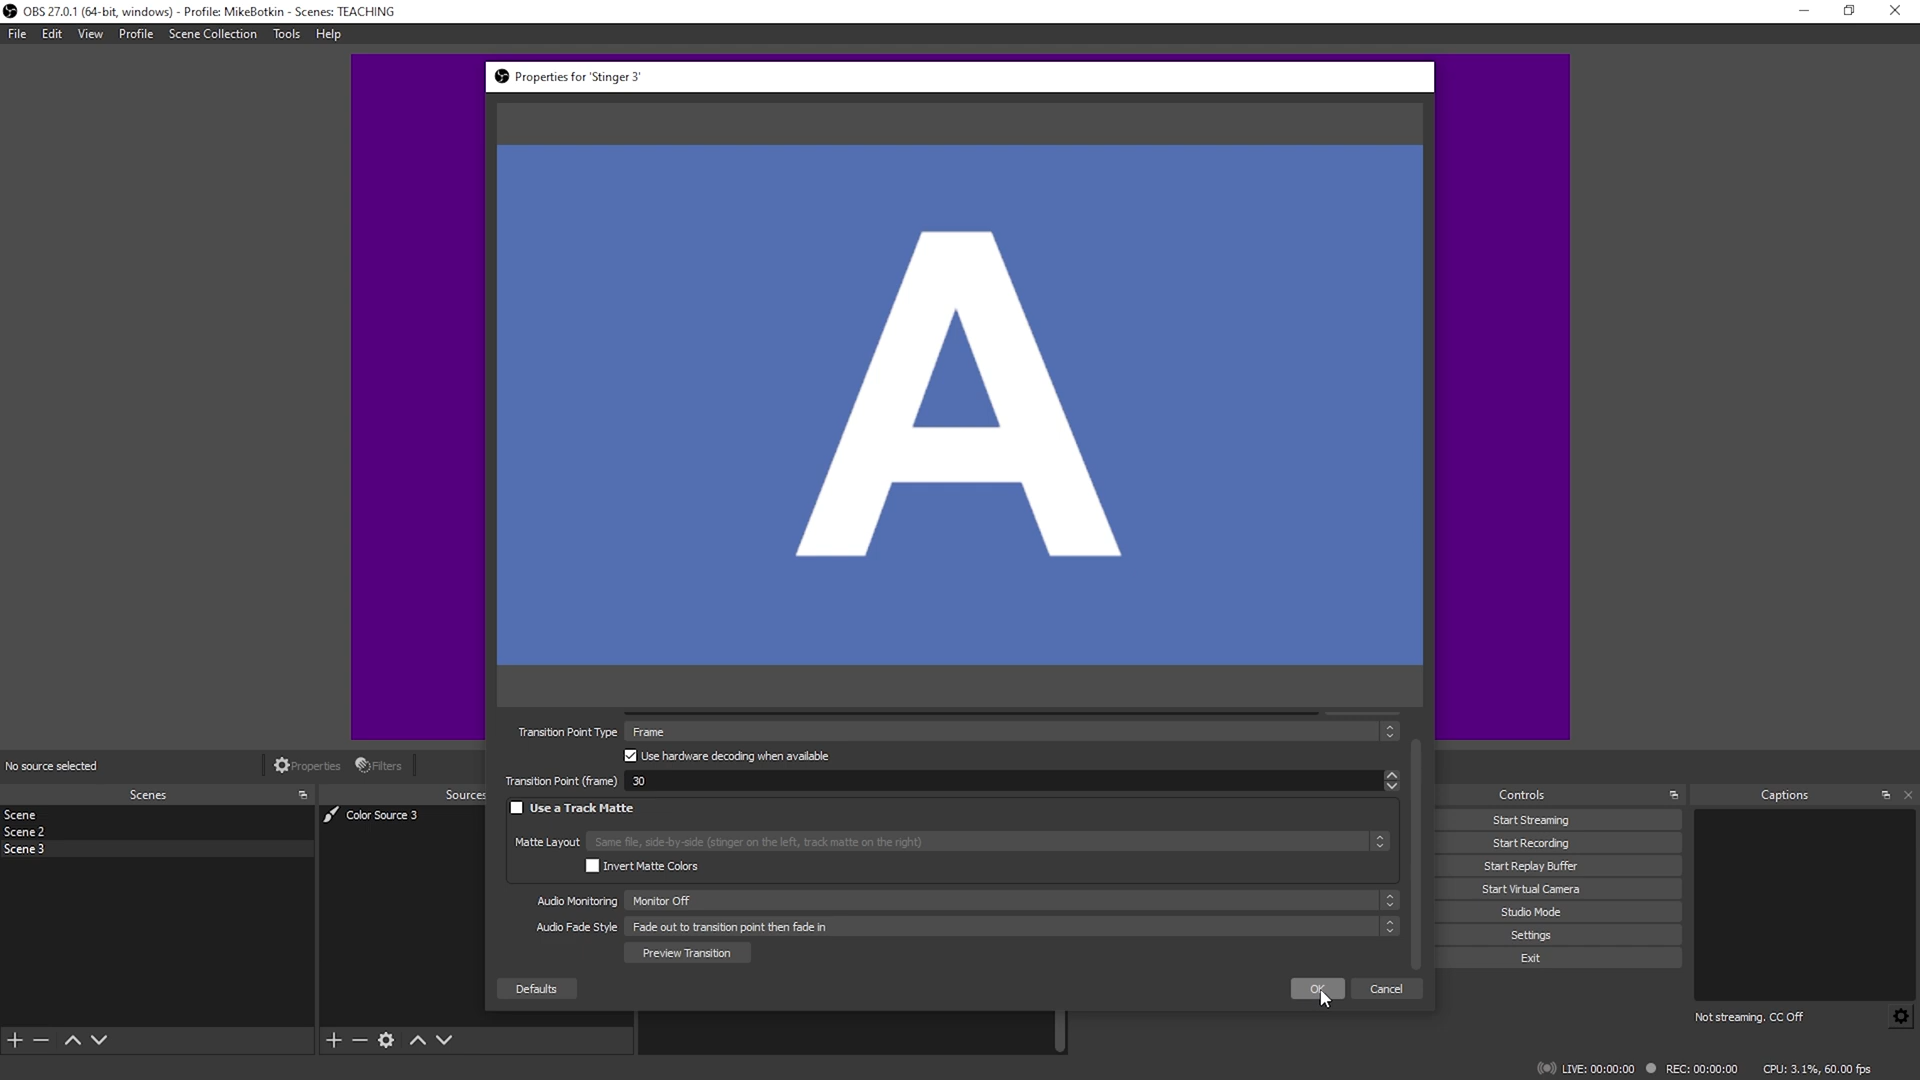 OBS 27.0.1 (64-bit, windows) - Profile: MikeBotkin - Scenes: TEACHING
File Edit View Profile Scene Collection Tools Help
Properties for 'Stinger 3'
A
Transition Point Type Frame
Use hardware decoding when available
Transition Point (frame) 30
Use a Track Matte
Matte Layout Same file, side-by-side (stinger on the left, track matte on the right)
Invert Matte Colors
Audio Monitoring Monitor Off
Audio Fade Style Fade out to transition point then fade in
Preview Transition
Defaults OK Cancel
No source selected Properties Filters
Scenes
Scene
Scene 2
Scene 3
Sources
Color Source 3
Controls
Start Streaming
Start Recording
Start Replay Buffer
Start Virtual Camera
Studio Mode
Settings
Exit
Captions
Not streaming. CC Off
LIVE: 00:00:00 REC: 00:00:00 CPU: 3.1%, 60.00 fps